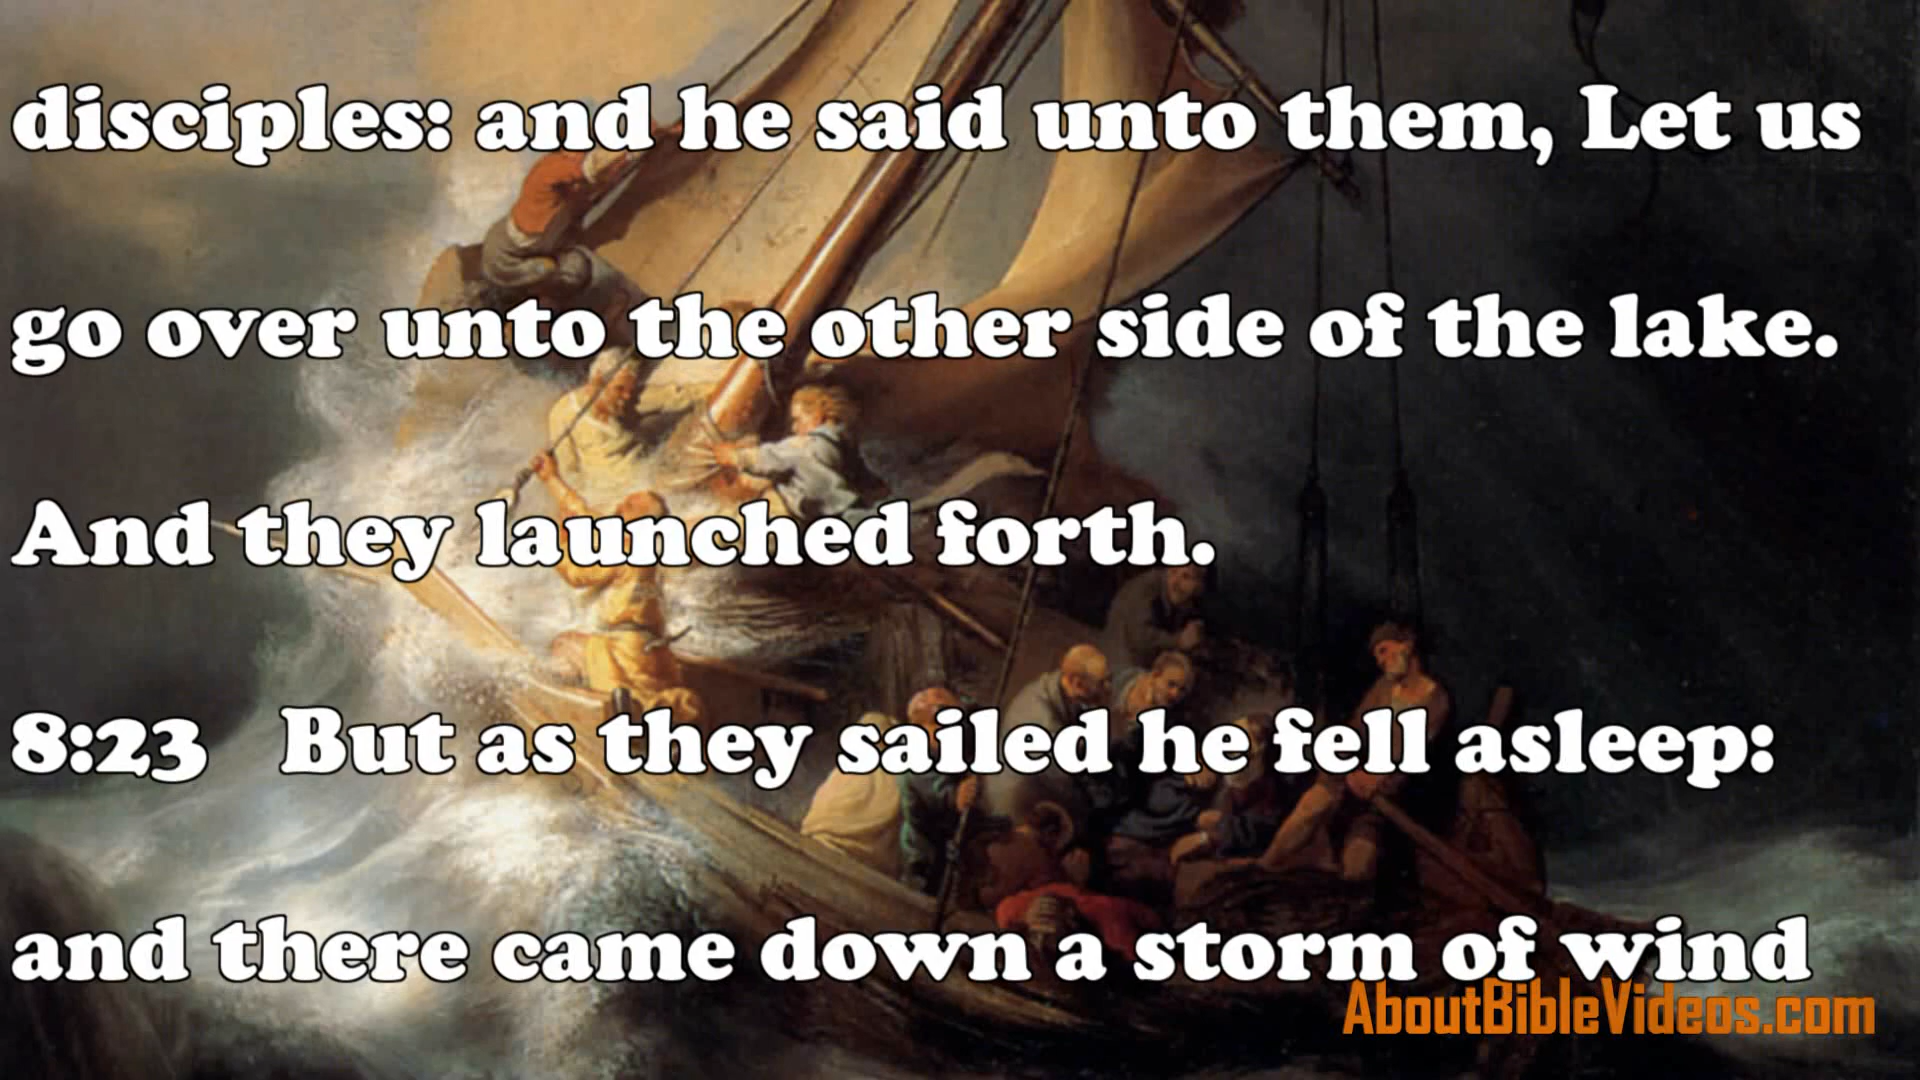 disciples: and he said unto them, Let us
go over unto the other side of the lake.
And they launched forth.
8:23 But as they sailed he fell asleep:
and there came down a storm of wind
AboutBibleVideos.com